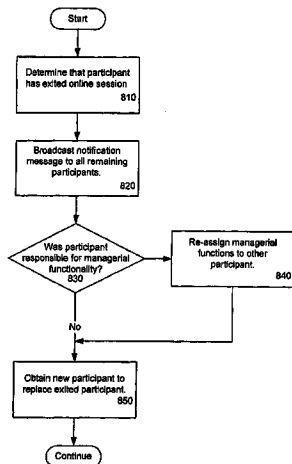 Start
Determine that participant
has exited online session
810
Broadcast notification
message to all remaining
participants.
820
Was participant
responsible for managerial
functionality?
830
Re-assign managerial
functions to other
participant.
840
No
Obtain new participant to
replace exited participant.
850
Continue